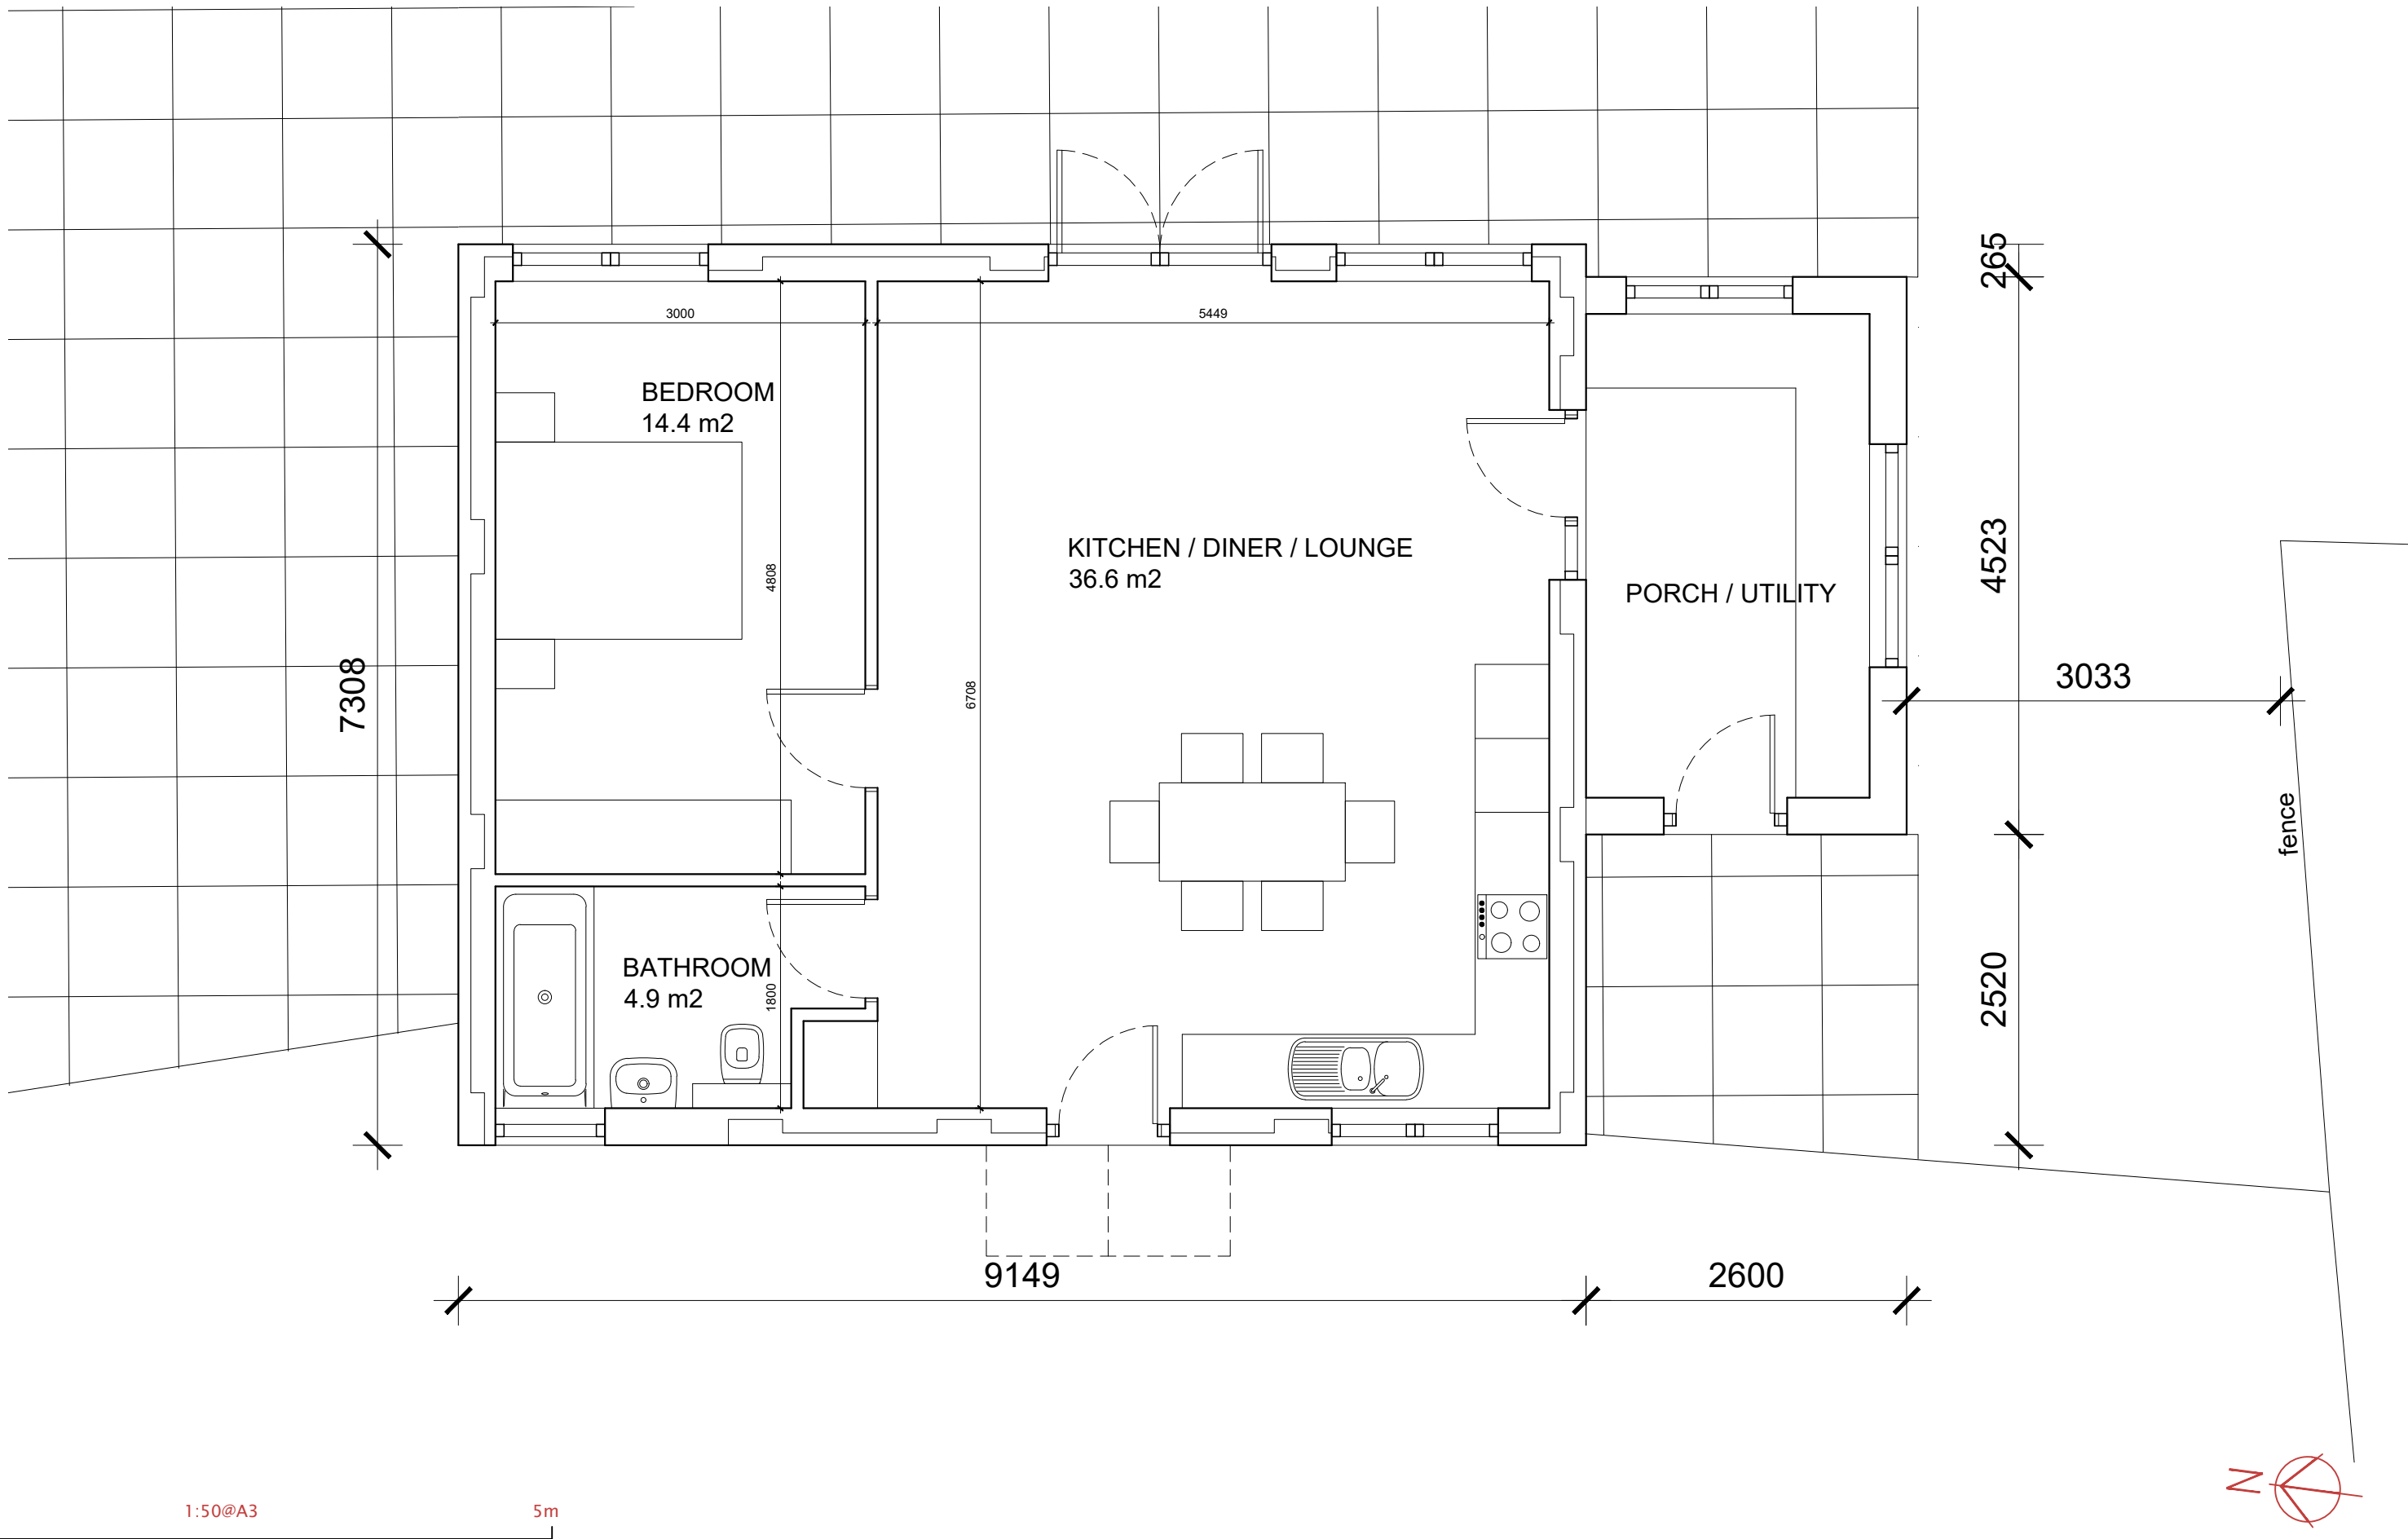 265
3000
5449
BEDROOM
14.4 m2
KITCHEN / DINER / LOUNGE
36.6 m2
4808
4523
PORCH / UTILITY
7308
6708
3033
fence
BATHROOM
4.9 m2
1800
2520
9149
2600
N
1:50@A3
5m